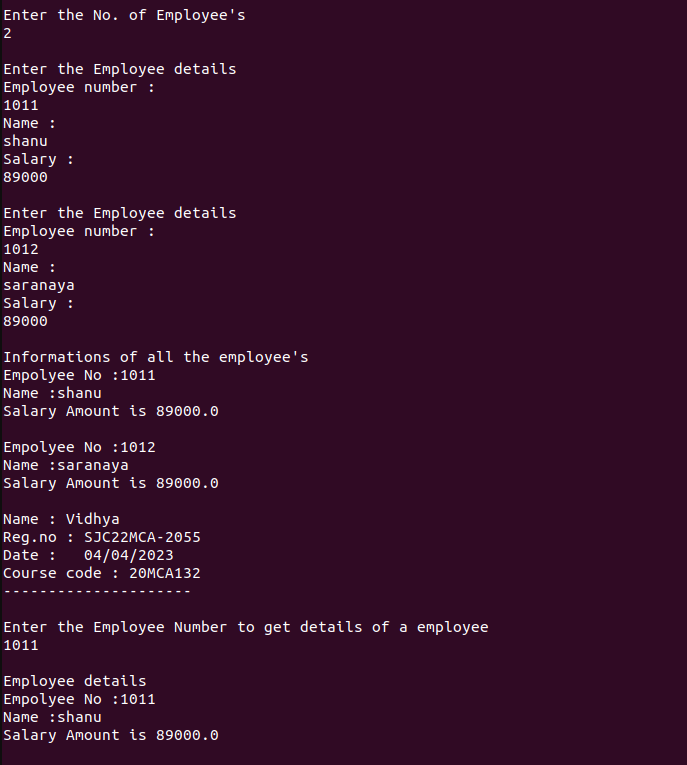 Enter the No. of Employee's
2
Enter the Employee details
Employee number :
1011
Name :
shanu
Salary :
89000
Enter the Employee details
Employee number :
1012
Name :
saranaya
Salary :
89000
Informations of all the employee's
Empolyee No :1011
Name :shanu
Salary Amount is 89000.0
Empolyee No :1012
Name :saranaya
Salary Amount is 89000.0
Name : Vidhya
Reg.no : SJC22MCA-2055
Date :   04/04/2023
Course code : 20MCA132
---------------------
Enter the Employee Number to get details of a employee
1011
Employee details
Empolyee No :1011
Name :shanu
Salary Amount is 89000.0